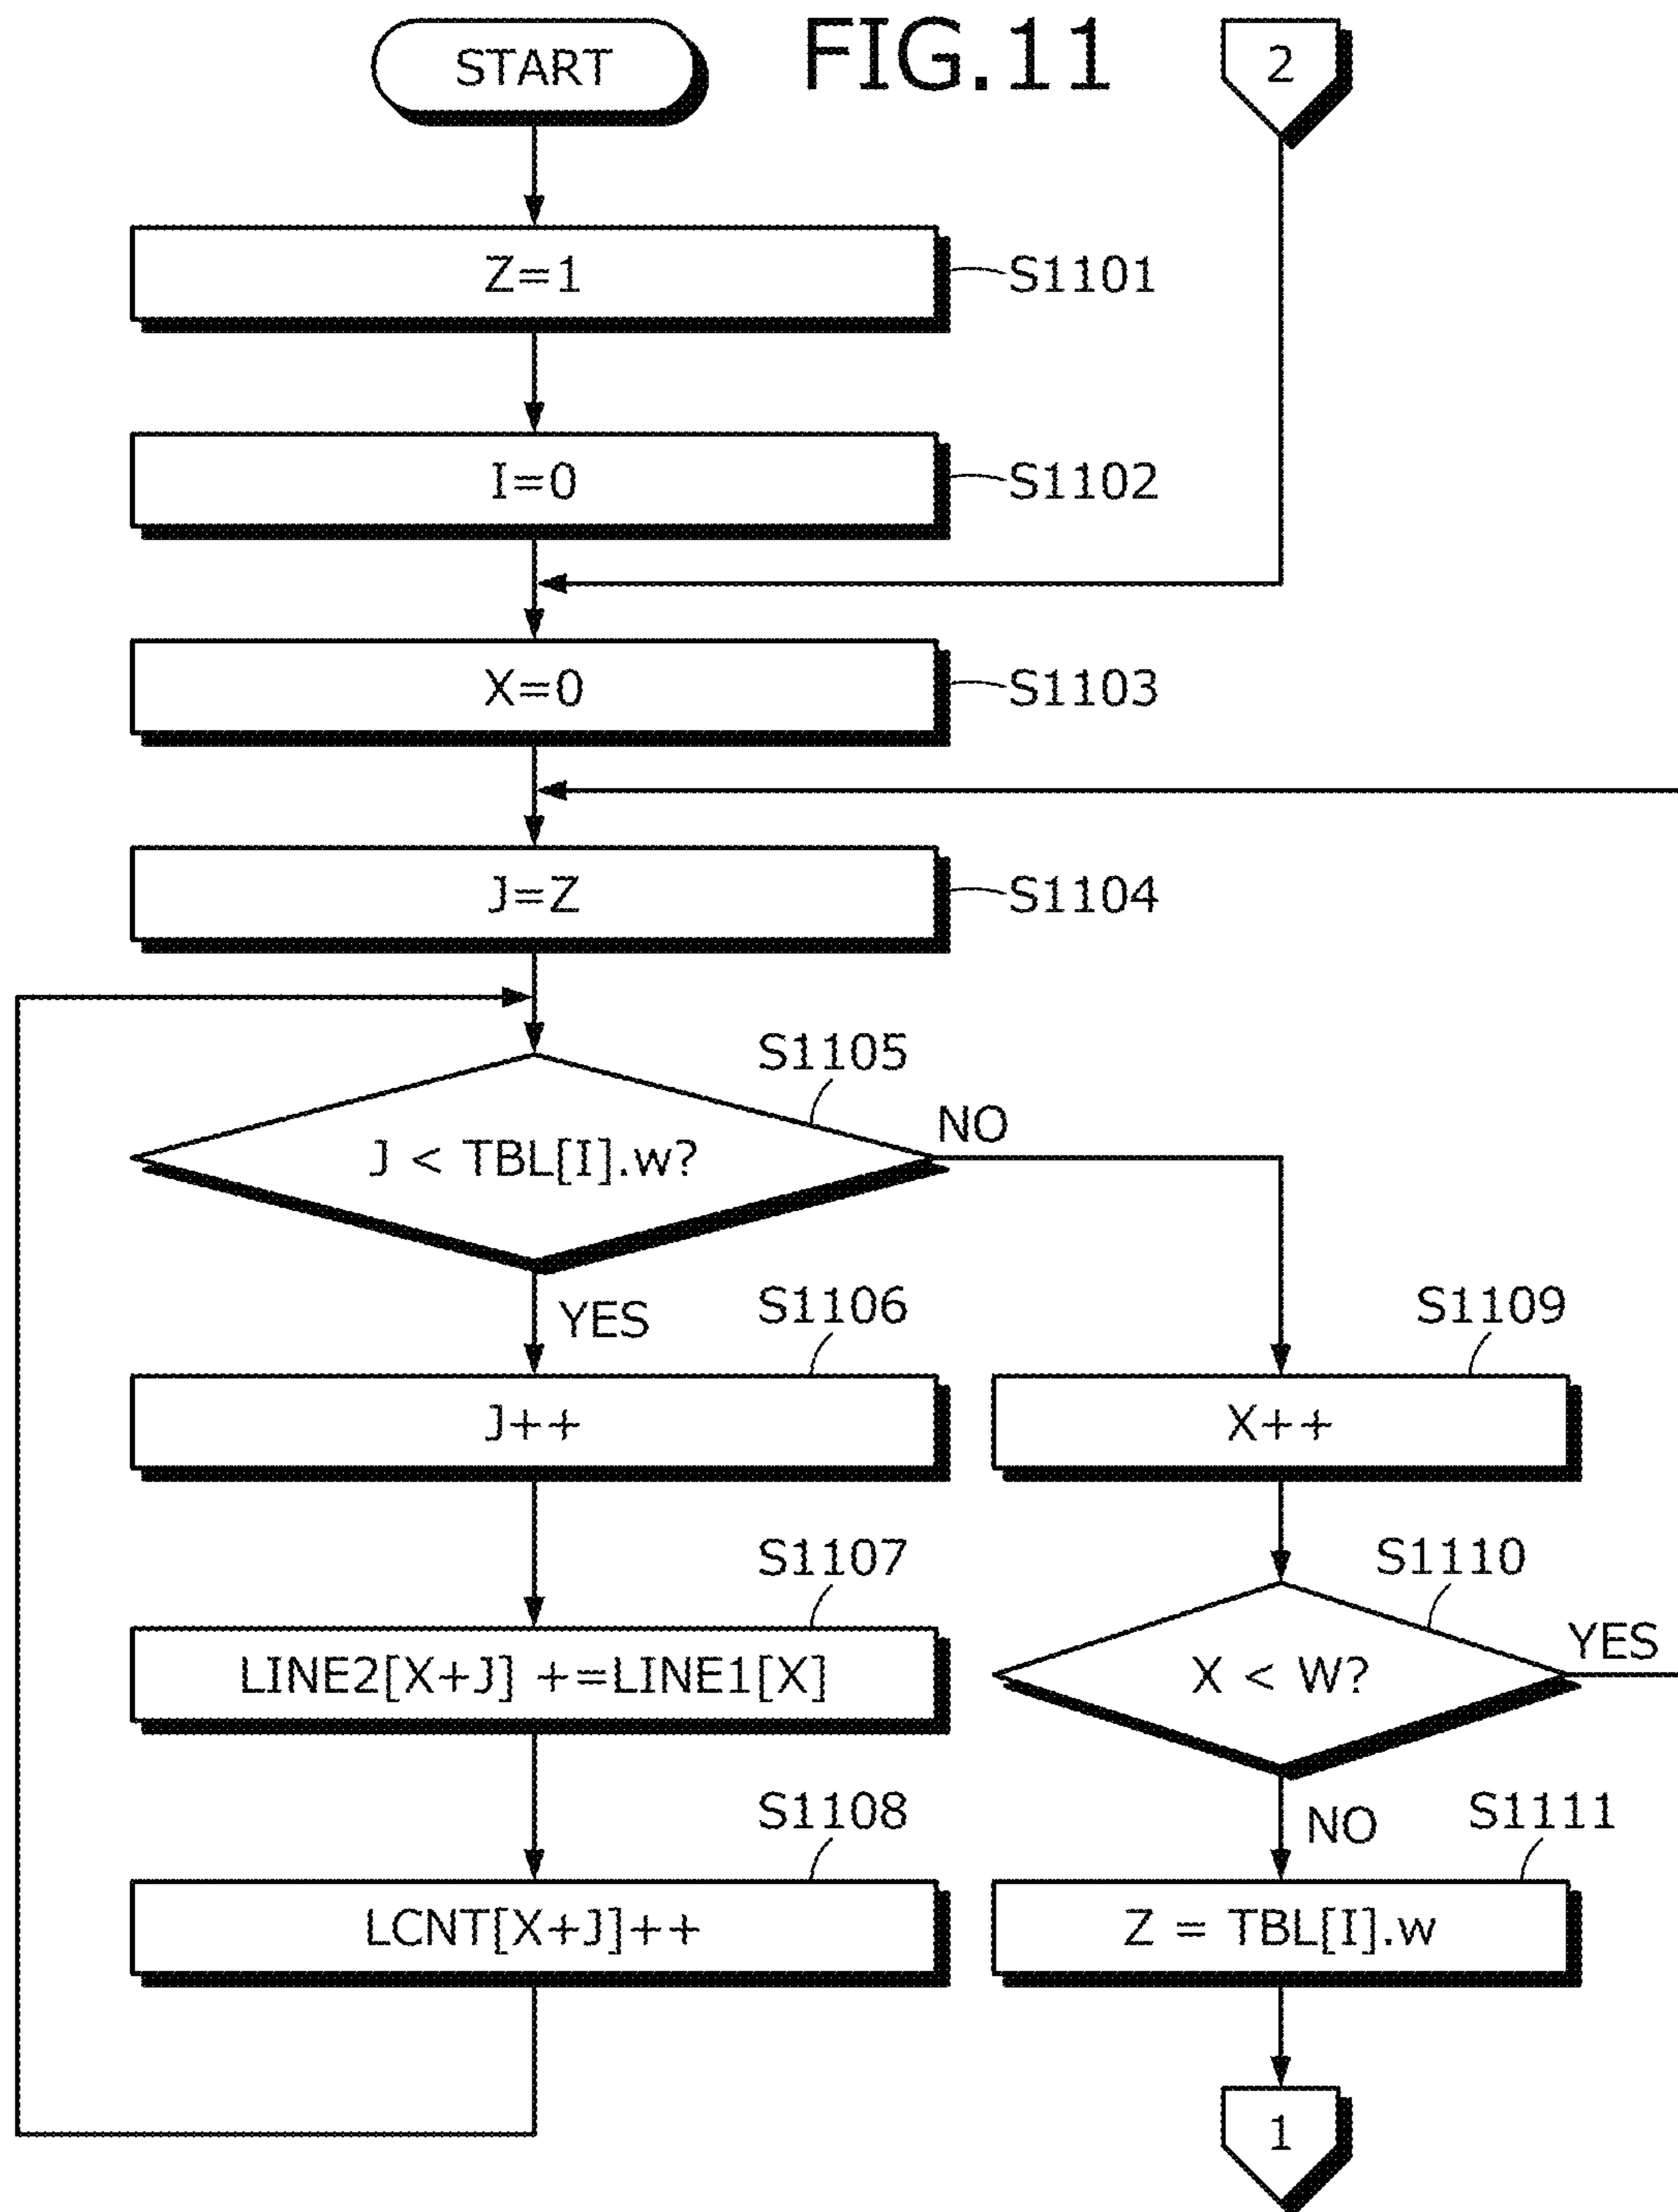 FIG.11
START
2
Z=1
S1101
I=0
S1102
X=0
S1103
J=Z
S1104
S1105
J < TBL[I].w?
NO
YES
S1106
J++
S1107
LINE2[X+J] +=LINE1[X]
S1108
LCNT[X+J]++
S1109
X++
S1110
X < W?
YES
NO
S1111
Z = TBL[I].w
1